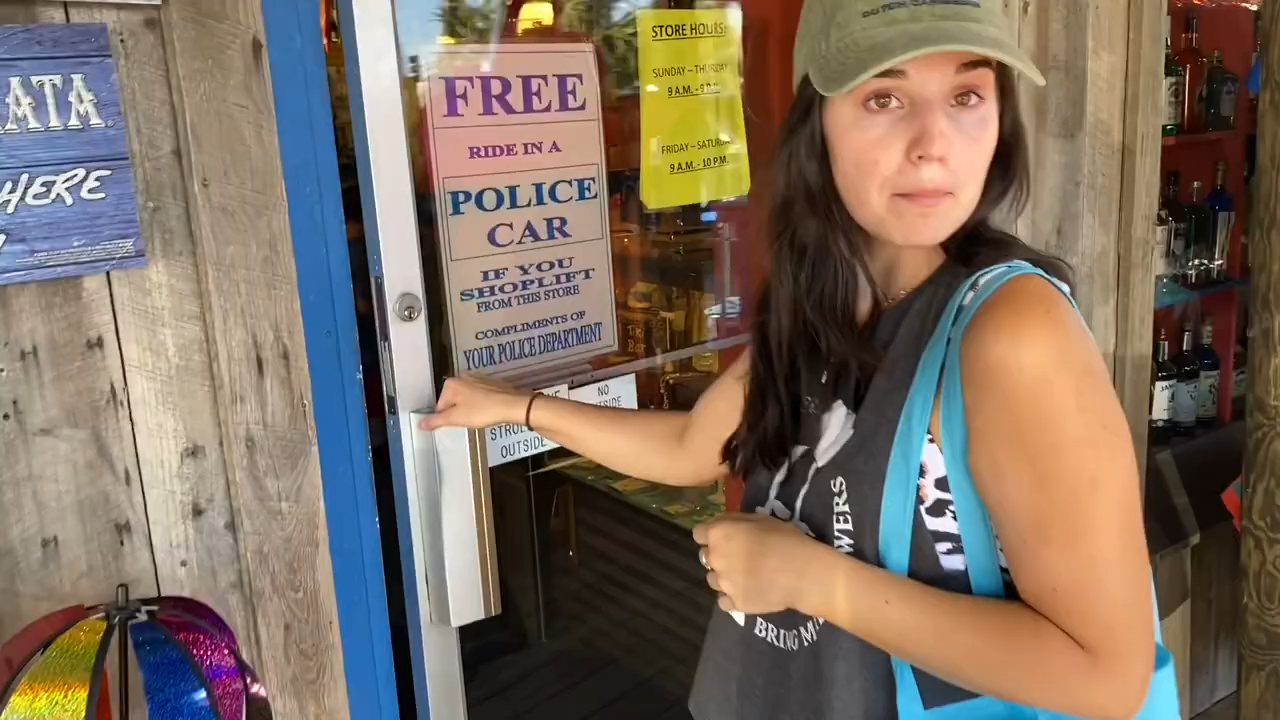 ATA
HERE
FREE
RIDE IN A
POLICE
CAR
IF YOU
SHOPLIFT
FROM THIS STORE
COMPLIMENTS OF
YOUR POLICE DEPARTMENT
STORE HOURS:
SUNDAY – THURSDAY
9 A.M. - 9 P.M.
FRIDAY – SATURDAY
9 A.M. - 10 P.M.
NO
OUTSIDE
BRING